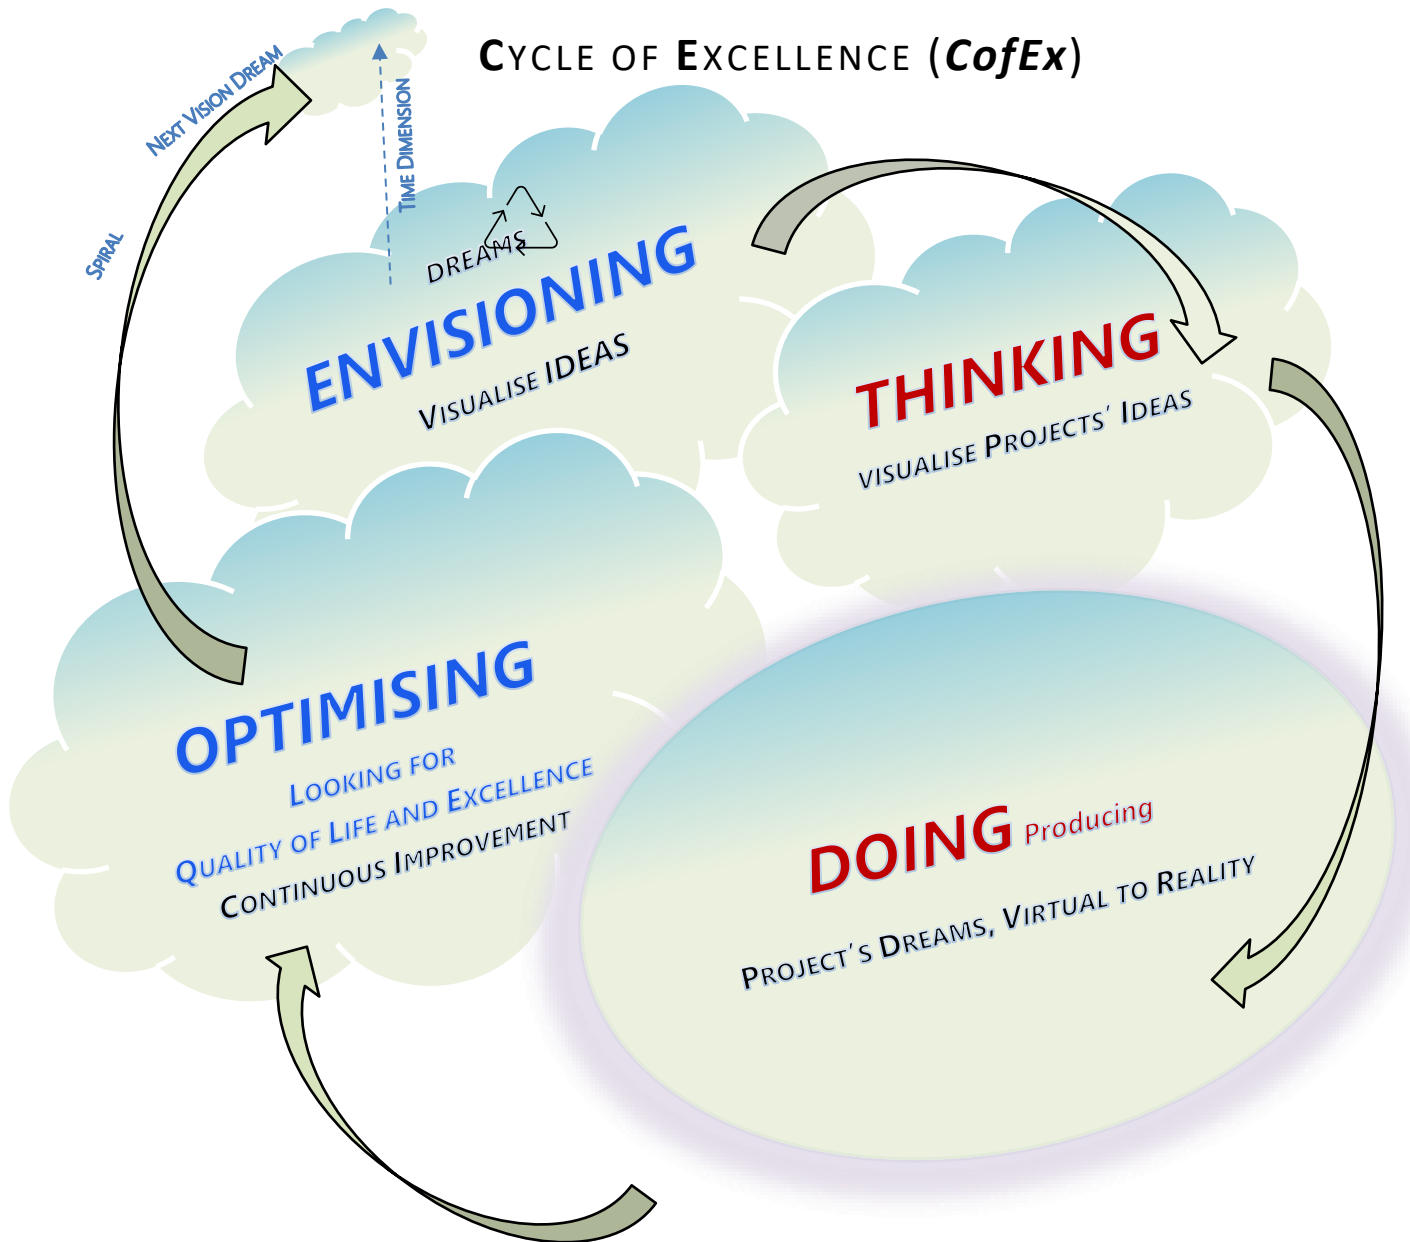 CYCLE OF EXCELLENCE (CofEx)
NEXT VISION DREAM
SPIRAL
TIME DIMENSION
DREAMS
ENVISIONING
VISUALISE IDEAS
THINKING
VISUALISE PROJECTS' IDEAS
OPTIMISING
LOOKING FOR
QUALITY OF LIFE AND EXCELLENCE
CONTINUOUS IMPROVEMENT
DOING Producing
PROJECT'S DREAMS, VIRTUAL TO REALITY